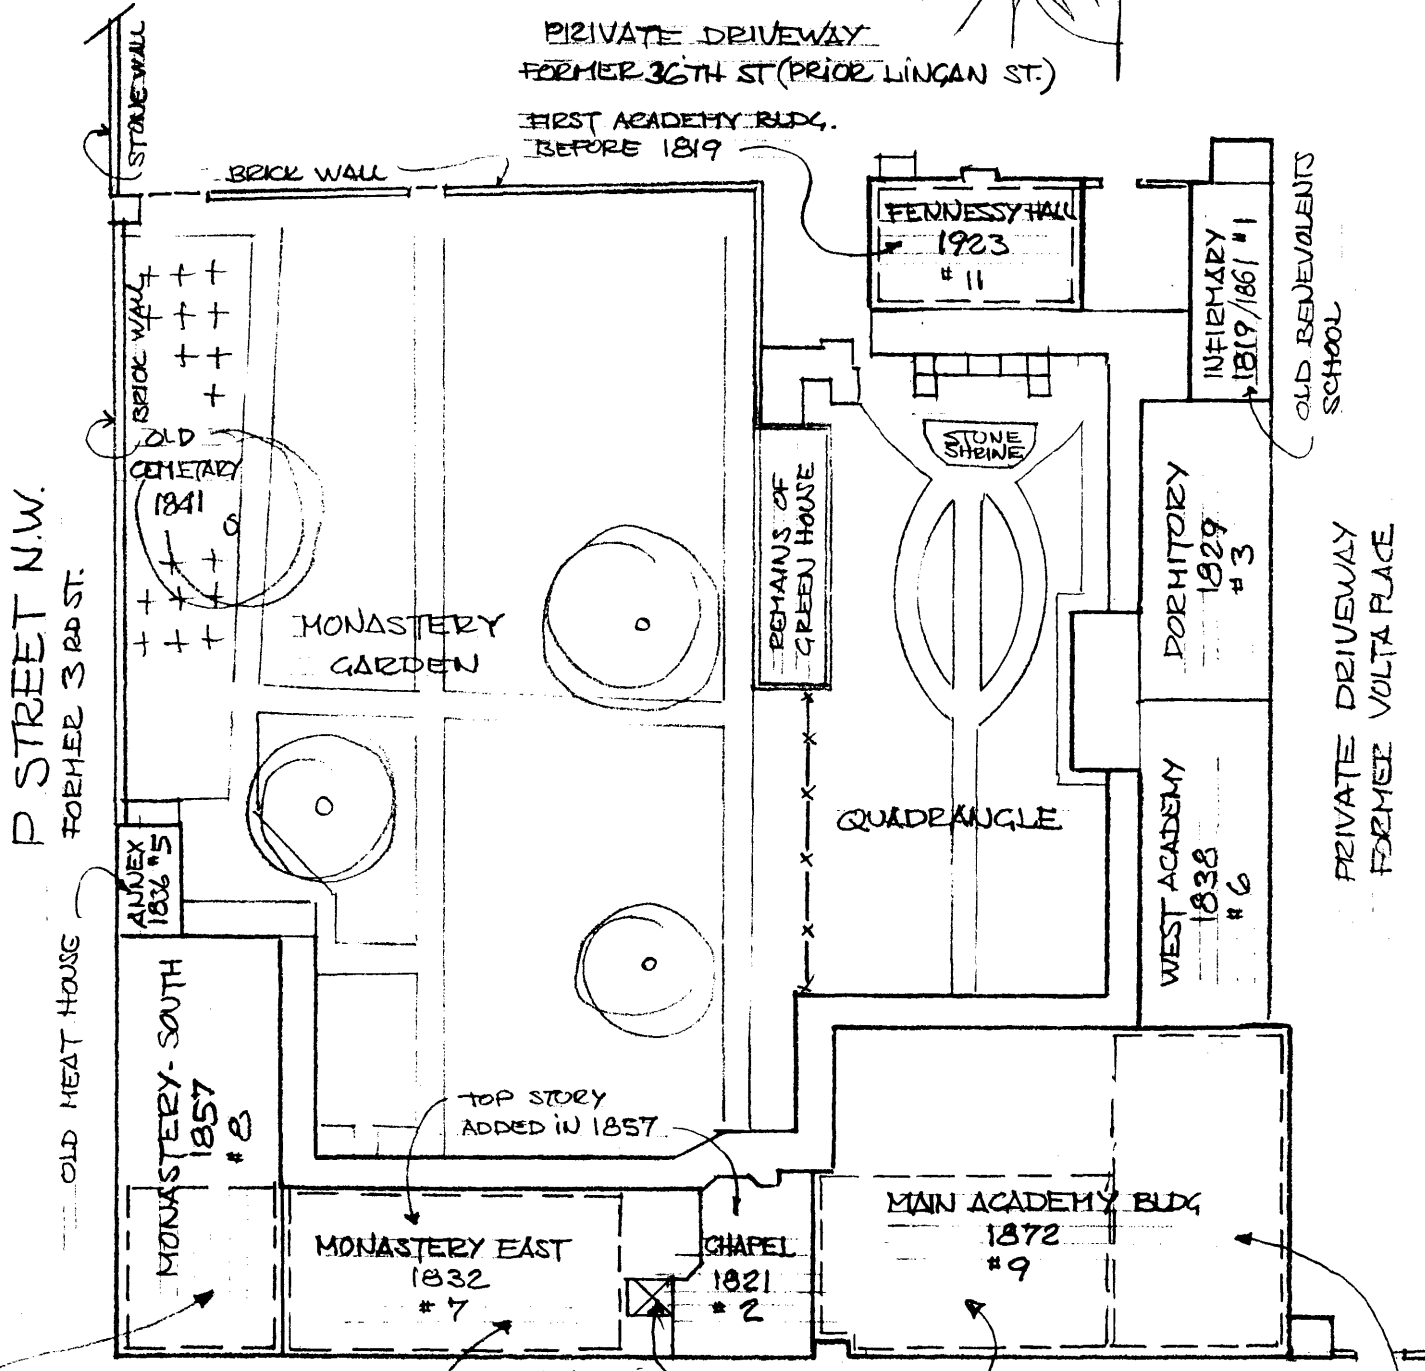 PRIVATE DRIVEWAY
FORMER 36TH ST (PRIOR LINGAN ST.)
FIRST ACADEMY BLDG.
BEFORE 1819
STONE WALL
BRICK WALL
FENNESSY HALL
1923
# 11
INFIRMARY
1819/1861 #1
OLD BENEVOLENTS
SCHOOL
BRICK WALL
OLD
CEMETARY
1841
STONE
SHRINE
REMAINS OF
GREEN HOUSE
DORMITORY
1829
# 3
P STREET N.W.
FORMER 3RD ST.
MONASTERY
GARDEN
PRIVATE DRIVEWAY
FORMER VOLTA PLACE
QUADRANGLE
WEST ACADEMY
1838
# 6
ANNEX
1836 #5
OLD MEAT HOUSE
MONASTERY-SOUTH
1857
# 8
TOP STORY
ADDED IN 1857
MONASTERY EAST
1832
# 7
CHAPEL
1821
# 2
MAIN ACADEMY BLDG
1872
# 9